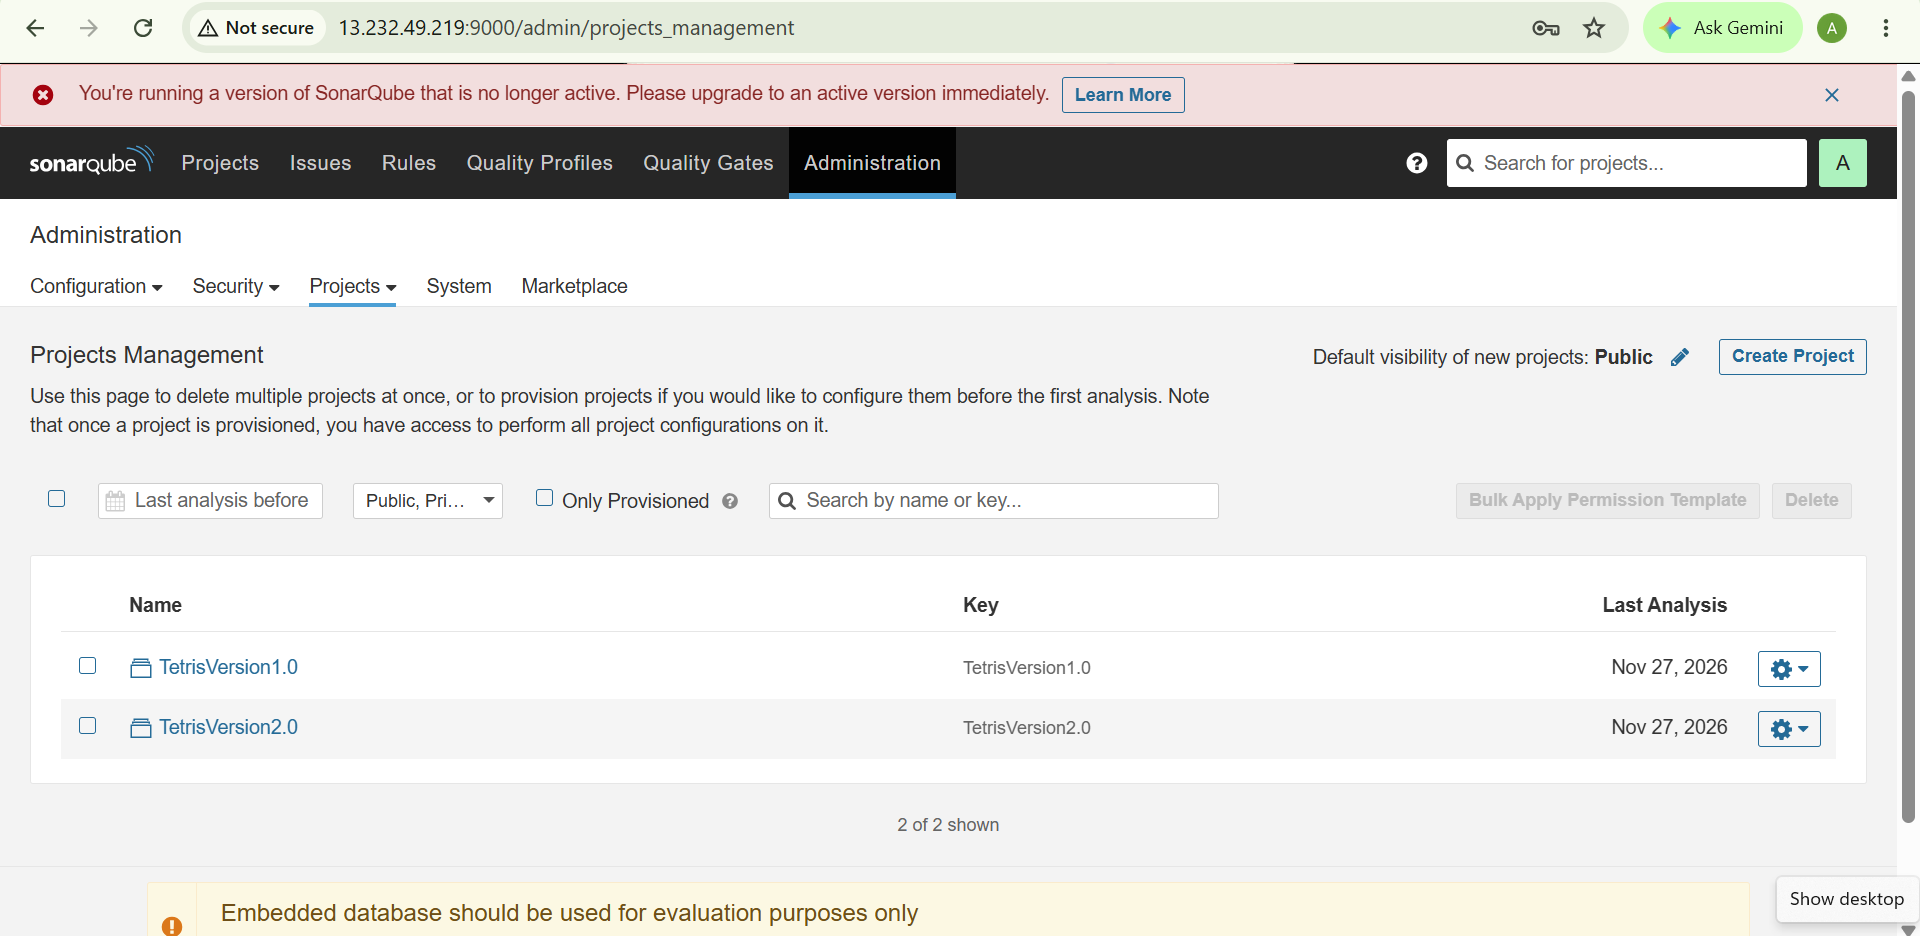 Not secure 13.232.49.219:9000/admin/projects_management Ask Gemini A
You're running a version of SonarQube that is no longer active. Please upgrade to an active version immediately. Learn More
sonarqube Projects Issues Rules Quality Profiles Quality Gates Administration Search for projects... A
Administration
Configuration Security Projects System Marketplace
Projects Management Default visibility of new projects: Public Create Project
Use this page to delete multiple projects at once, or to provision projects if you would like to configure them before the first analysis. Note
that once a project is provisioned, you have access to perform all project configurations on it.
Last analysis before Public, Pri... Only Provisioned Search by name or key... Bulk Apply Permission Template Delete
Name Key Last Analysis
TetrisVersion1.0 TetrisVersion1.0 Nov 27, 2026
TetrisVersion2.0 TetrisVersion2.0 Nov 27, 2026
2 of 2 shown
Embedded database should be used for evaluation purposes only
Show desktop